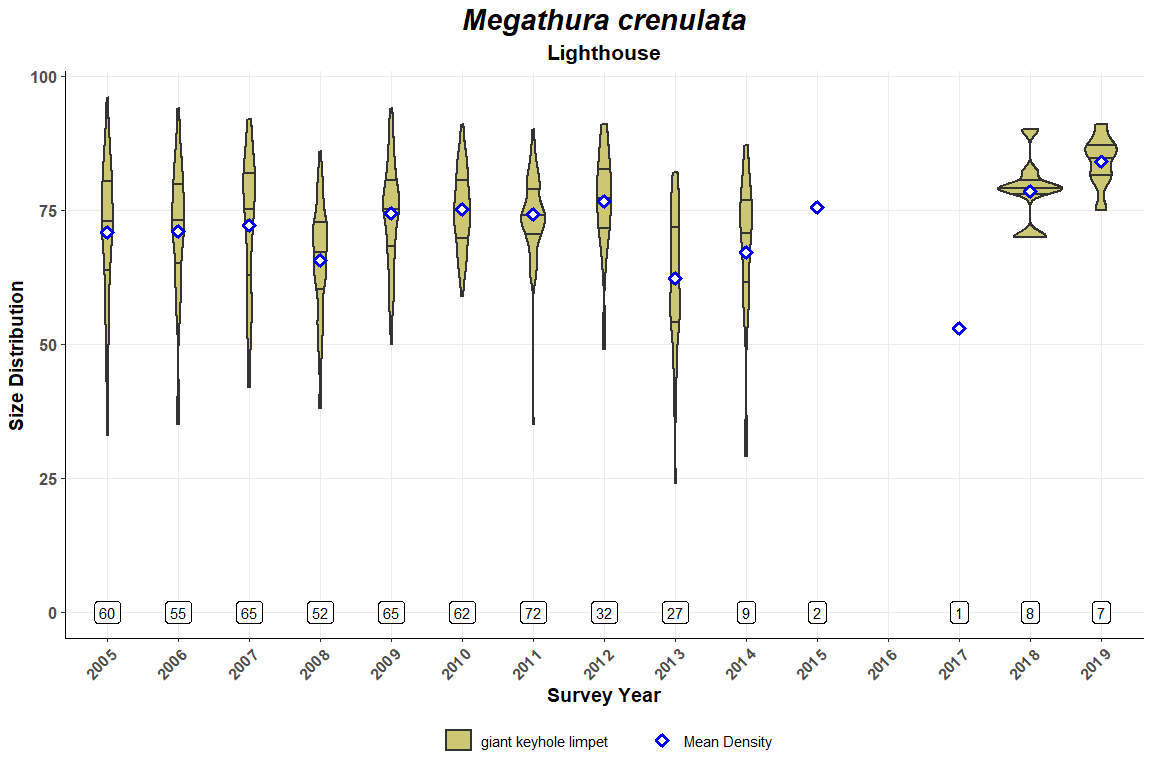 Megathura crenulata
Lighthouse
100
75
50
25
0
Size Distribution
60 55 65 52 65 62 72 32 27 9 2 1 8 7
2005 2006 2007 2008 2009 2010 2011 2012 2013 2014 2015 2016 2017 2018 2019
Survey Year
giant keyhole limpet Mean Density